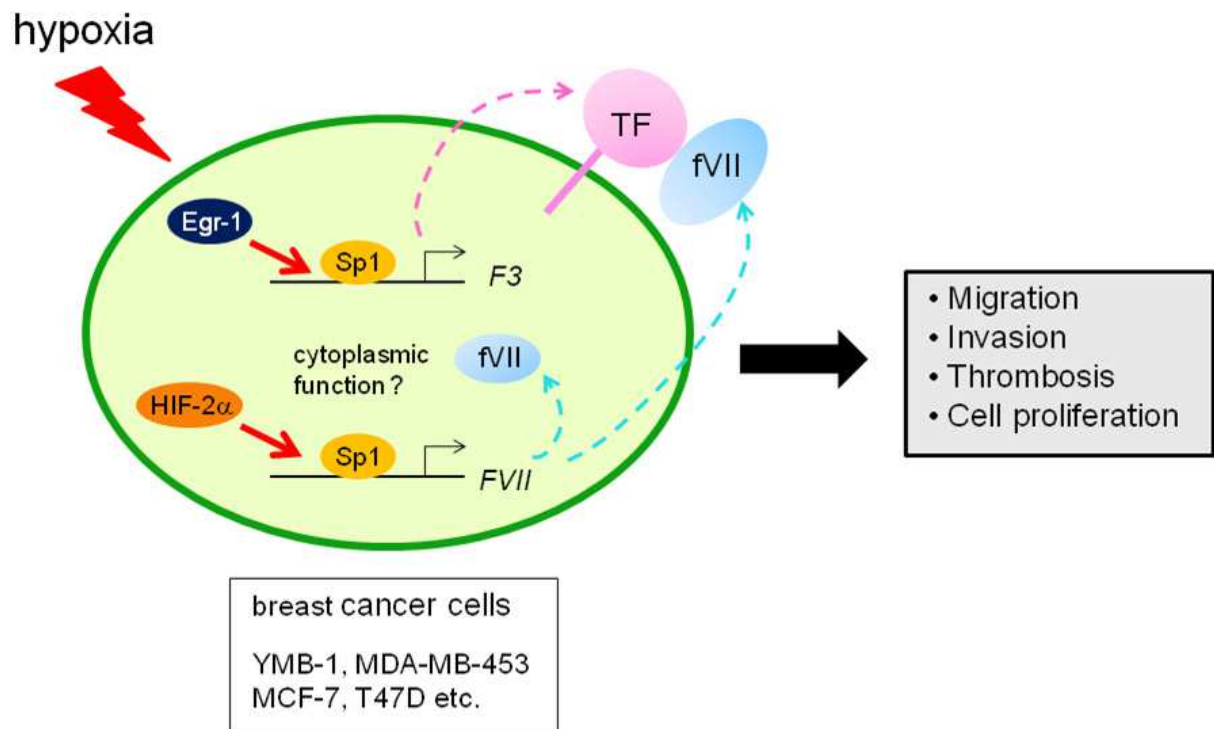 hypoxia
TF
fVII
Egr-1
Sp1
F3
cytoplasmic
function ?
fVII
HIF-2α
Sp1
FVII
• Migration
• Invasion
• Thrombosis
• Cell proliferation
breast cancer cells
YMB-1, MDA-MB-453
MCF-7, T47D etc.